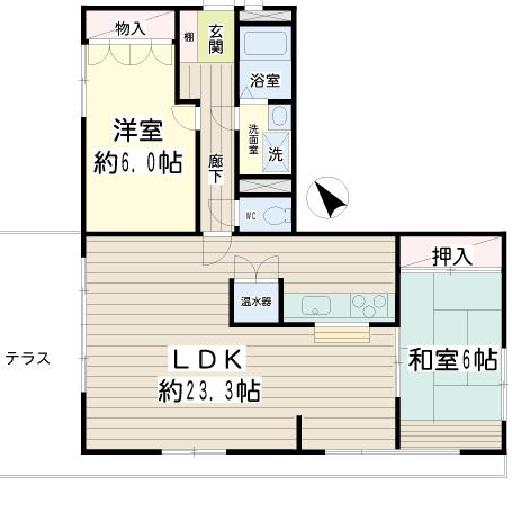 物入
棚
玄関
浴室
洋室
約6.0帖
洗面室
洗
廊下
WC
押入
温水器
テラス
LDK
約23.3帖
和室6帖